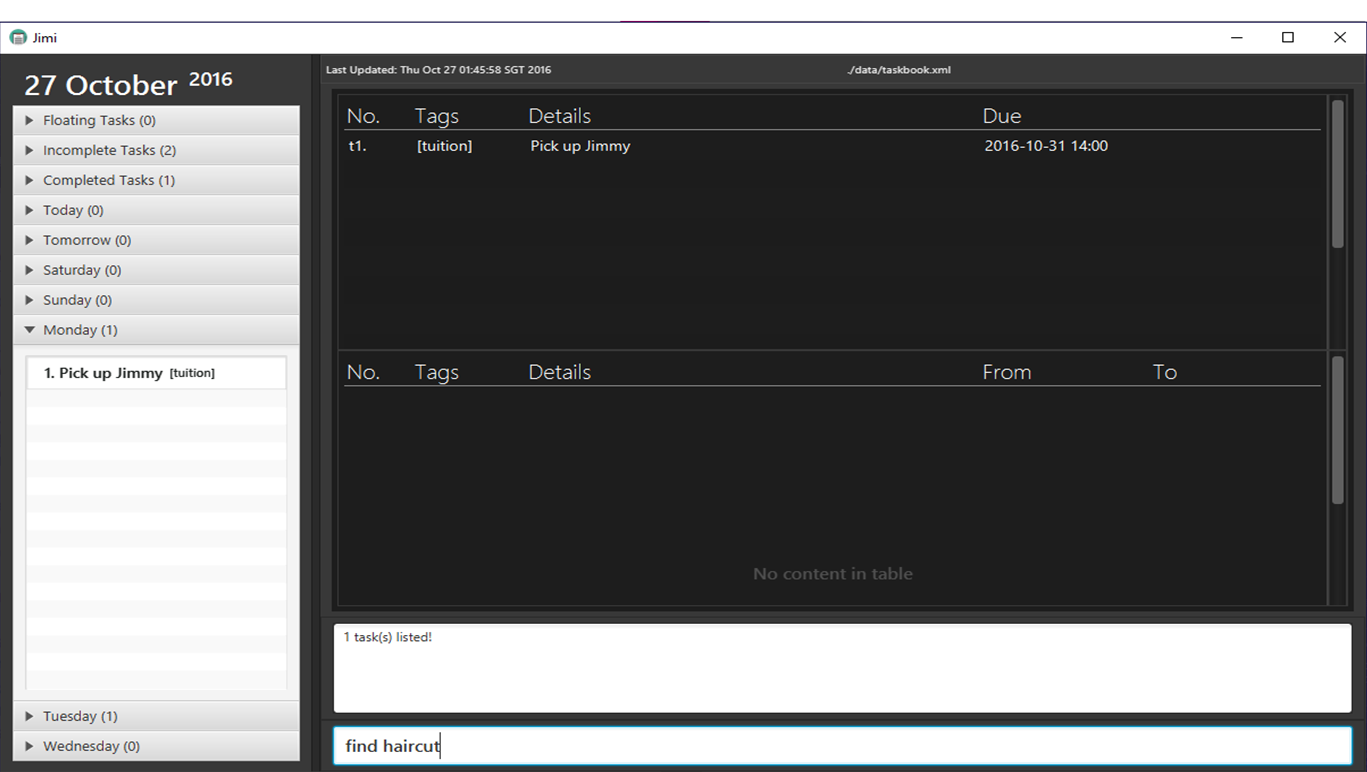 Jimi
27 October 2016
Floating Tasks (0)
Incomplete Tasks (2)
Completed Tasks (1)
Today (0)
Tomorrow (0)
Saturday (0)
Sunday (0)
Monday (1)
1. Pick up Jimmy [tuition]
Tuesday (1)
Wednesday (0)
Last Updated: Thu Oct 27 01:45:58 SGT 2016 ./data/taskbook.xml
No. Tags Details Due
t1. [tuition] Pick up Jimmy 2016-10-31 14:00
No. Tags Details From To
No content in table
1 task(s) listed!
find haircut